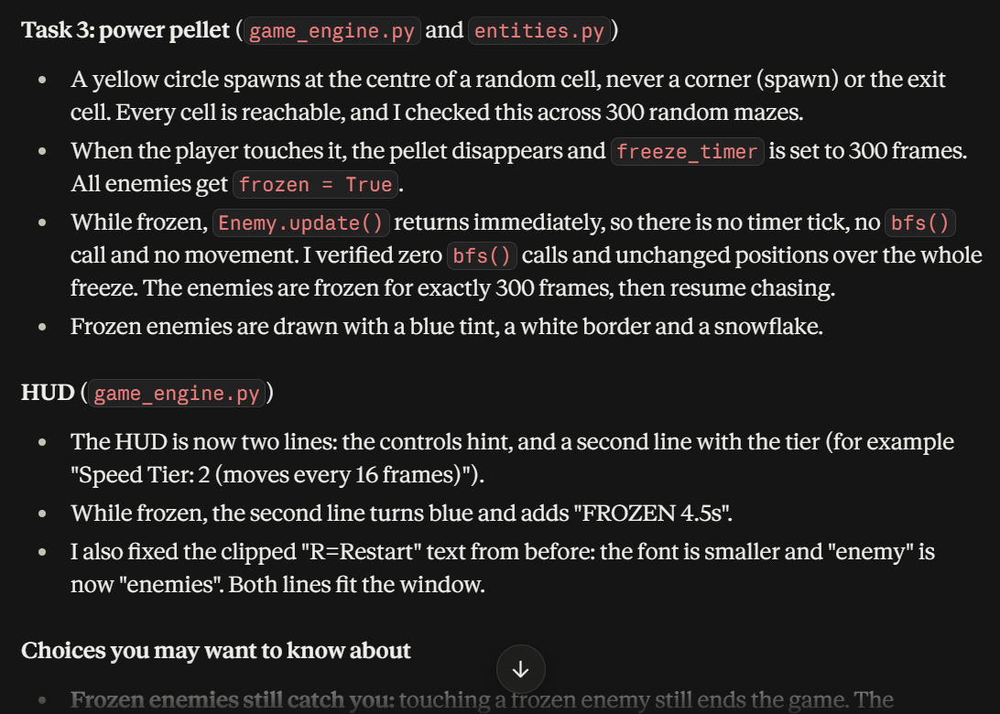 Task 3: power pellet (game_engine.py and entities.py)
A yellow circle spawns at the centre of a random cell, never a corner (spawn) or the exit
cell. Every cell is reachable, and I checked this across 300 random mazes.
When the player touches it, the pellet disappears and freeze_timer is set to 300 frames.
All enemies get frozen = True.
While frozen, Enemy.update() returns immediately, so there is no timer tick, no bfs()
call and no movement. I verified zero bfs() calls and unchanged positions over the whole
freeze. The enemies are frozen for exactly 300 frames, then resume chasing.
Frozen enemies are drawn with a blue tint, a white border and a snowflake.
HUD (game_engine.py)
The HUD is now two lines: the controls hint, and a second line with the tier (for example
"Speed Tier: 2 (moves every 16 frames)").
While frozen, the second line turns blue and adds "FROZEN 4.5s".
I also fixed the clipped "R=Restart" text from before: the font is smaller and "enemy" is
now "enemies". Both lines fit the window.
Choices you may want to know about
Frozen enemies still catch you: touching a frozen enemy still ends the game. The